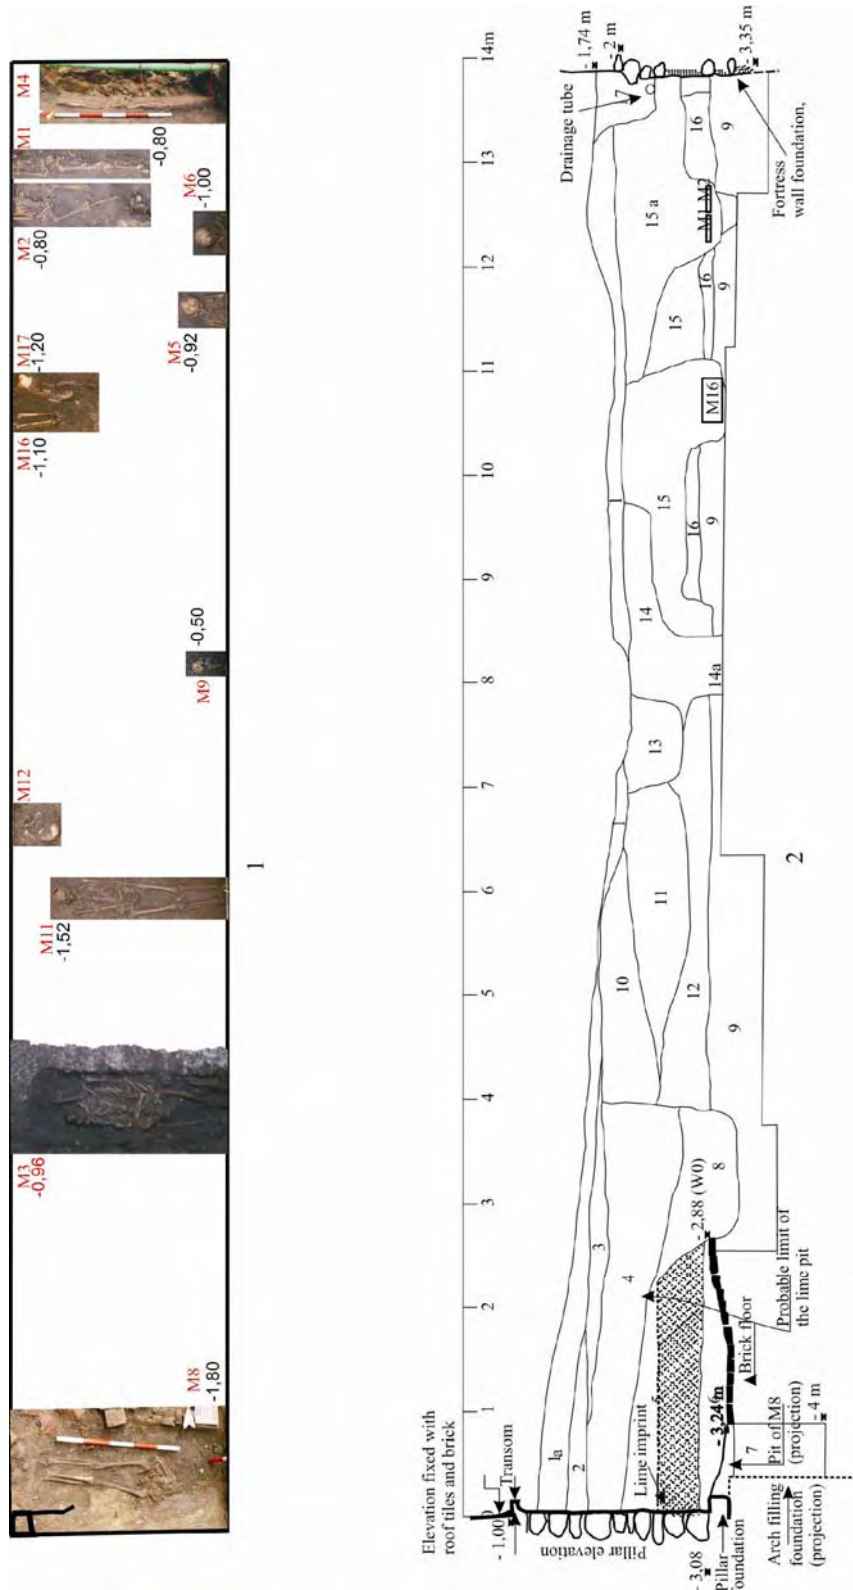 M4
M1
-0,80
M2
-0,80
M6
-1,00
M5
-0,92
M17
-1,20
M16
-1,10
M9
-0,50
M12
M11
-1,52
M3
-0,96
M8
-1,80
1
14m
13
12
11
10
9
8
7
6
5
4
3
2
1
0
- 1,74 m
- 2 m
- 3,35 m
Drainage tube
7
16
9
Fortress
wall foundation,
15 a
M1 M2
16
15
9
M16
1
15
16
9
14
14a
13
1
11
10
12
9
2
3
4
8
- 2,88 (W0)
Probable limit of
the lime pit
Brick floor
1a
2
5
6
- 3,24 m
7
Pit of M8
(projection)
- 4 m
Lime imprint
Elevation fixed with
roof tiles and brick
Transom
- 1,00
Pillar elevation
- 3,08
Pillar
foundation
Arch filling
foundation
(projection)